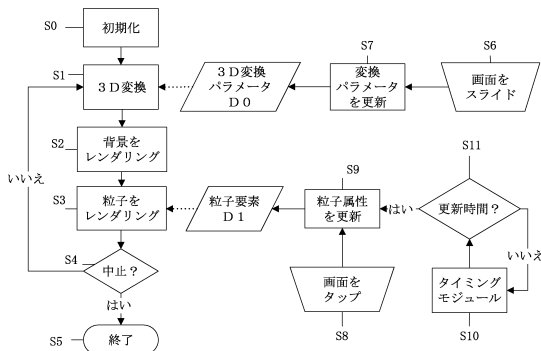 S0
初期化
S1
3D変換
3D変換
パラメータ
D0
S7
変換
パラメータ
を更新
S6
画面を
スライド
S2
背景を
レンダリング
いいえ
S3
粒子を
レンダリング
粒子要素
D1
S9
粒子属性
を更新
はい
S11
更新時間?
いいえ
S4
中止?
はい
画面を
タップ
S8
タイミング
モジュール
S10
S5
終了